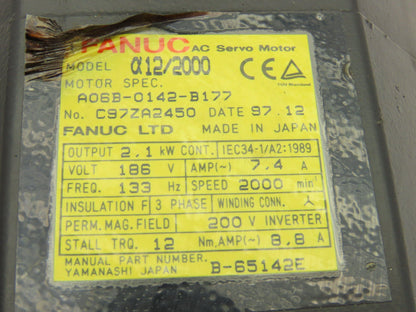 FANUC AC Servo Motor
MODEL α12/2000
CE
MOTOR SPEC.
A06B-0142-B177
No. C97ZA2450 DATE 97.12
FANUC LTD MADE IN JAPAN
OUTPUT 2.1 kW CONT. IEC34-1/A2:1989
VOLT 186 V AMP(~) 7.4 A
FREQ. 133 Hz SPEED 2000 min⁻¹
INSULATION F 3 PHASE WINDING CONN.
PERM. MAG. FIELD 200 V INVERTER
STALL TRQ. 12 Nm, AMP(~) 8.8 A
MANUAL PART NUMBER. B-65142E
YAMANASHI JAPAN